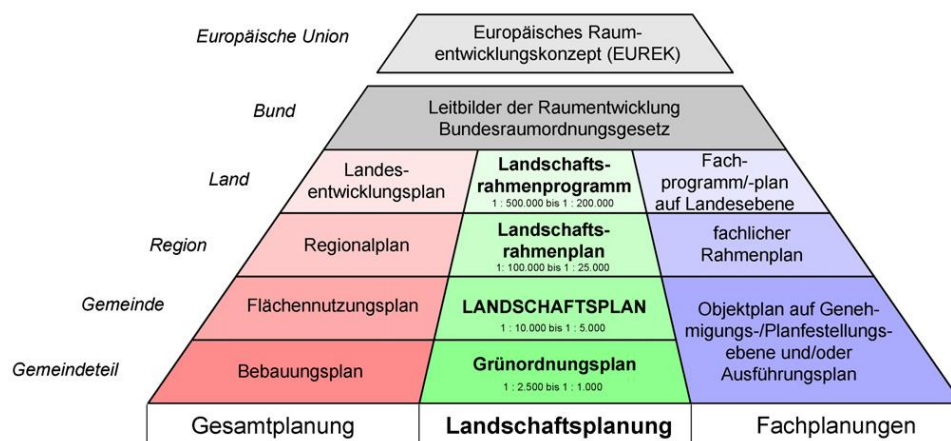 Europäische Union
Europäisches Raum-
entwicklungskonzept (EUREK)
Bund
Leitbilder der Raumentwicklung
Bundesraumordnungsgesetz
Land
Landes-
entwicklungsplan
Landschafts-
rahmenprogramm
1 : 500.000 bis 1 : 200.000
Fach-
programm/-plan
auf Landesebene
Region
Regionalplan
Landschafts-
rahmenplan
1: 100.000 bis 1 : 25.000
fachlicher
Rahmenplan
Gemeinde
Flächennutzungsplan
LANDSCHAFTSPLAN
1 : 10.000 bis 1 : 5.000
Objektplan auf Geneh-
migungs-/Planfestellungs-
ebene und/oder
Ausführungsplan
Gemeindeteil
Bebauungsplan
Grünordnungsplan
1 : 2.500 bis 1 : 1.000
Gesamtplanung
Landschaftsplanung
Fachplanungen